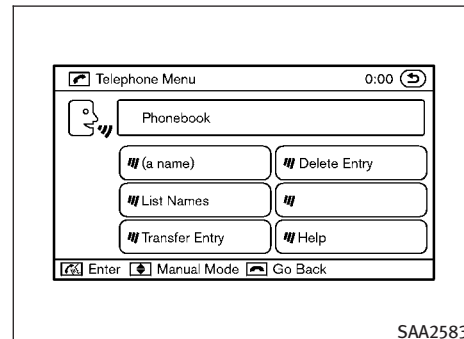 Telephone Menu 0:00
Phonebook
(a name) Delete Entry
List Names
Transfer Entry Help
Enter Manual Mode Go Back
SAA2583